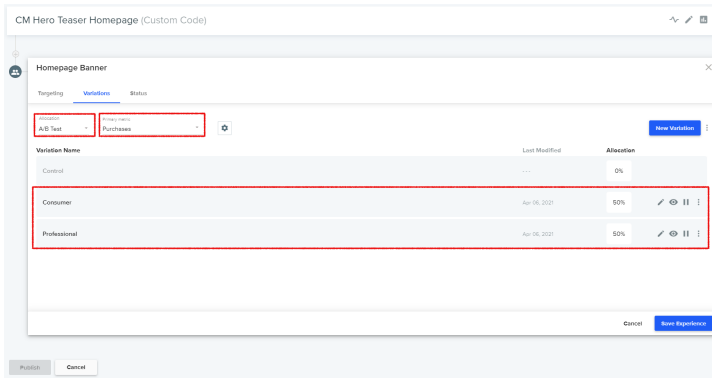 CM Hero Teaser Homepage (Custom Code)
Homepage Banner
Targeting Variations Status
Allocation
A/B Test
Primary metric
Purchases
New Variation
Variation Name Last Modified Allocation
Control --- 0%
Consumer Apr 06, 2021 50%
Professional Apr 06, 2021 50%
Cancel Save Experience
Publish Cancel